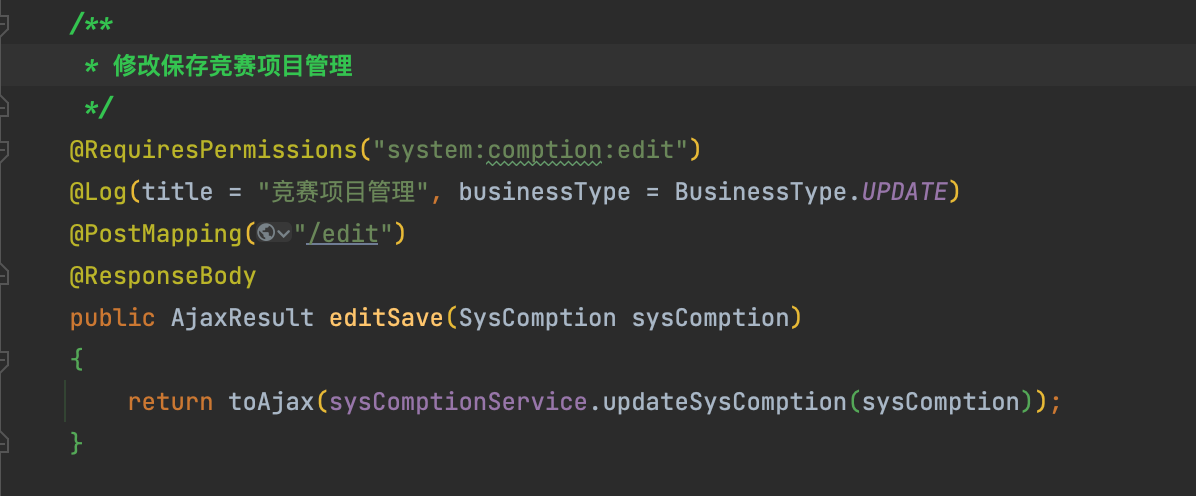 /**
 * 修改保存竞赛项目管理
 */
@RequiresPermissions("system:comption:edit")
@Log(title = "竞赛项目管理", businessType = BusinessType.UPDATE)
@PostMapping("/edit")
@ResponseBody
public AjaxResult editSave(SysComption sysComption)
{
    return toAjax(sysComptionService.updateSysComption(sysComption));
}